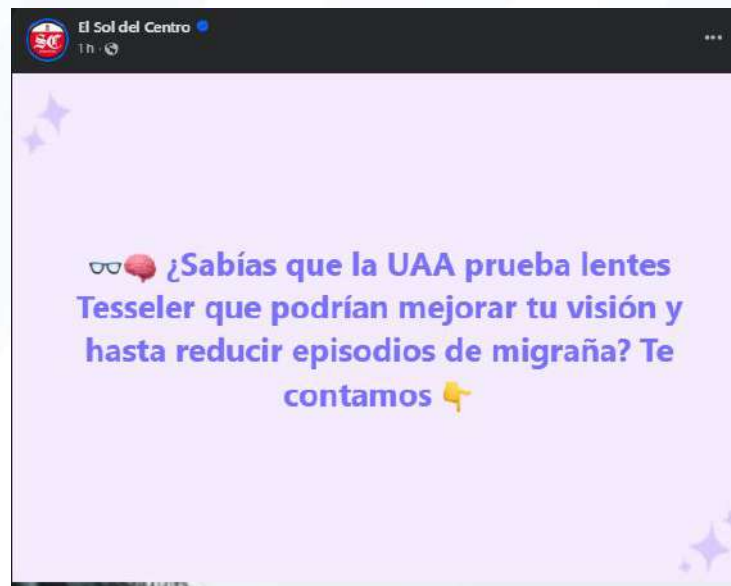 El Sol del Centro
1h
¿Sabías que la UAA prueba lentes
Tesseler que podrían mejorar tu visión y
hasta reducir episodios de migraña? Te
contamos